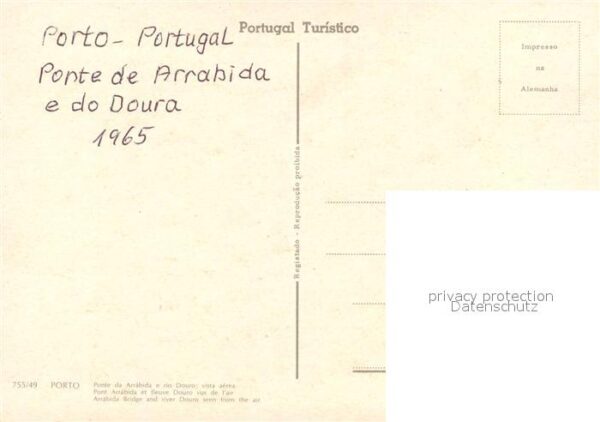 Porto - Portugal
Ponte de Arrabida
e do Doura
1965
Portugal Turístico
Impresso
na
Alemanha
Registado - Reprodução proibida
privacy protection
Datenschutz
755/49 PORTO
Ponte da Arrábida e rio Douro; vista aérea
Pont Arrábida et fleuve Douro vus de l'air
Arrábida Bridge and river Douro seen from the air